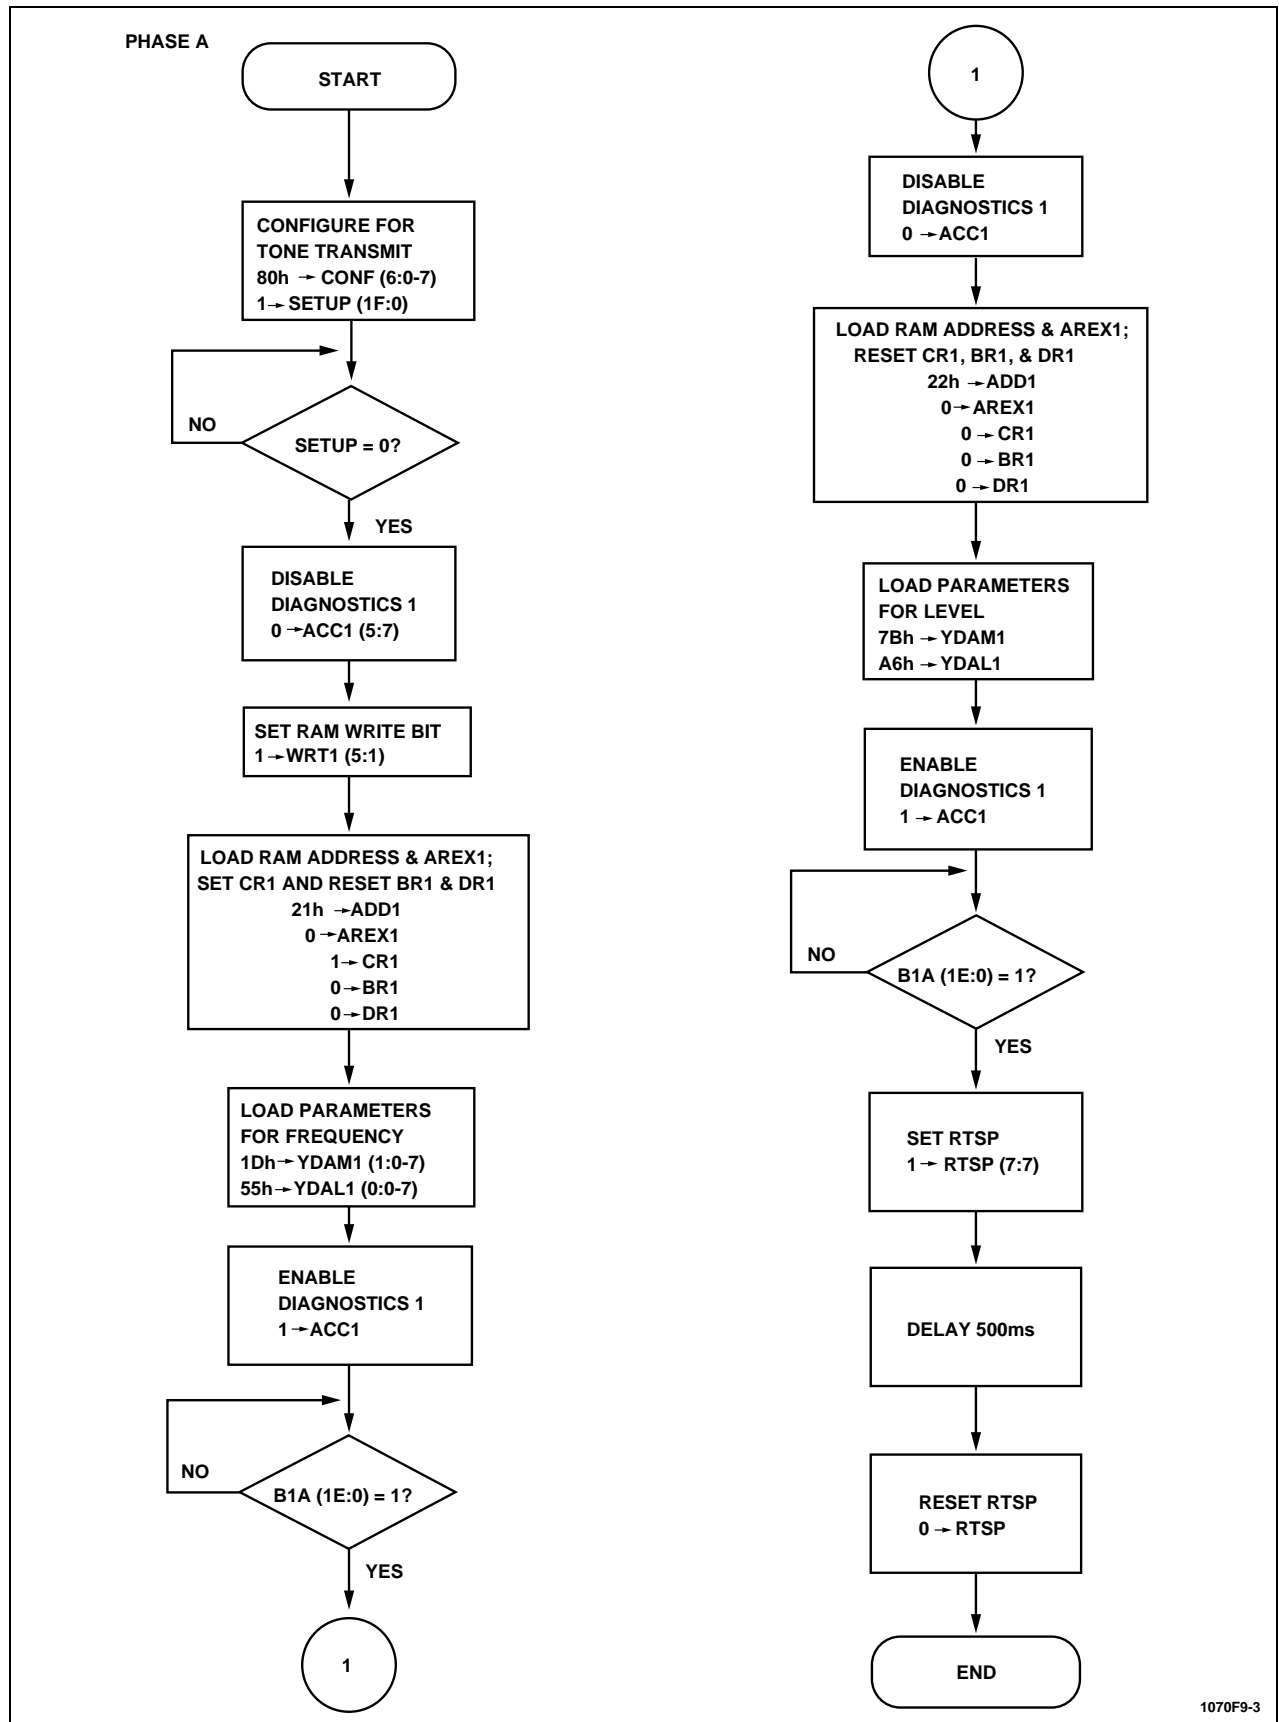 PHASE A
START
CONFIGURE FOR
TONE TRANSMIT
80h → CONF (6:0-7)
1→ SETUP (1F:0)
NO
SETUP = 0?
YES
DISABLE
DIAGNOSTICS 1
0 →ACC1 (5:7)
SET RAM WRITE BIT
1→WRT1 (5:1)
LOAD RAM ADDRESS & AREX1;
SET CR1 AND RESET BR1 & DR1
21h →ADD1
0→AREX1
1→ CR1
0→BR1
0→DR1
LOAD PARAMETERS
FOR FREQUENCY
1Dh→ YDAM1 (1:0-7)
55h→YDAL1 (0:0-7)
ENABLE
DIAGNOSTICS 1
1→ACC1
NO
B1A (1E:0) = 1?
YES
1
1
DISABLE
DIAGNOSTICS 1
0 →ACC1
LOAD RAM ADDRESS & AREX1;
RESET CR1, BR1, & DR1
22h →ADD1
0→AREX1
0 → CR1
0 → BR1
0 → DR1
LOAD PARAMETERS
FOR LEVEL
7Bh → YDAM1
A6h → YDAL1
ENABLE
DIAGNOSTICS 1
1 → ACC1
NO
B1A (1E:0) = 1?
YES
SET RTSP
1→ RTSP (7:7)
DELAY 500ms
RESET RTSP
0 → RTSP
END
1070F9-3